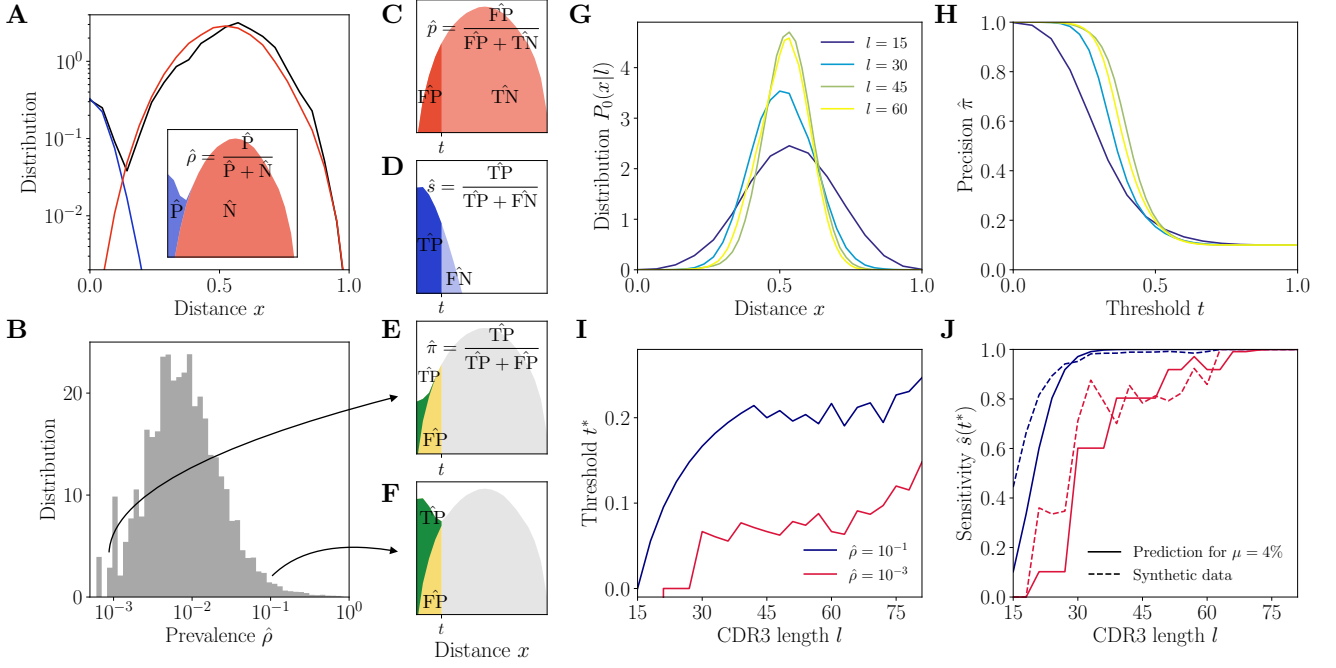 A
Distribution
10^0
10^{-1}
10^{-2}
0.0
0.5
1.0
Distance x
ρ̂ = P̂ / (P̂ + N̂)
P̂
N̂
B
Distribution
20
10
0
10^{-3}
10^{-2}
10^{-1}
10^0
Prevalence ρ̂
C
p̂ = F̂P / (F̂P + T̂N)
F̂P
T̂N
t
D
ŝ = T̂P / (T̂P + F̂N)
T̂P
F̂N
t
E
π̂ = T̂P / (T̂P + F̂P)
T̂P
F̂P
t
F
T̂P
F̂P
t
Distance x
G
Distribution P_0(x|l)
4
3
2
1
0
0.0
0.5
1.0
Distance x
l = 15
l = 30
l = 45
l = 60
H
Precision π̂
1.0
0.8
0.6
0.4
0.2
0.0
0.0
0.5
1.0
Threshold t
I
Threshold t*
0.2
0.1
0.0
15
30
45
60
75
CDR3 length l
ρ̂ = 10^{-1}
ρ̂ = 10^{-3}
J
Sensitivity ŝ(t*)
1.0
0.8
0.6
0.4
0.2
0.0
15
30
45
60
75
CDR3 length l
Prediction for μ = 4%
Synthetic data